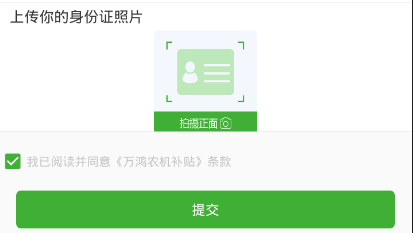 上传你的身份证照片
拍摄正面
我已阅读并同意《万鸿农机补贴》条款
提交